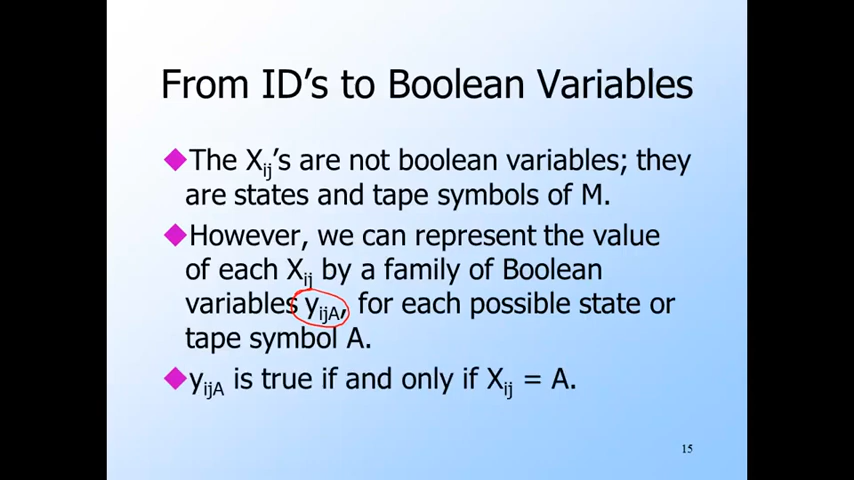 From ID’s to Boolean Variables
The Xij’s are not boolean variables; they
are states and tape symbols of M.
However, we can represent the value
of each Xij by a family of Boolean
variables yijA, for each possible state or
tape symbol A.
yijA is true if and only if Xij = A.
15